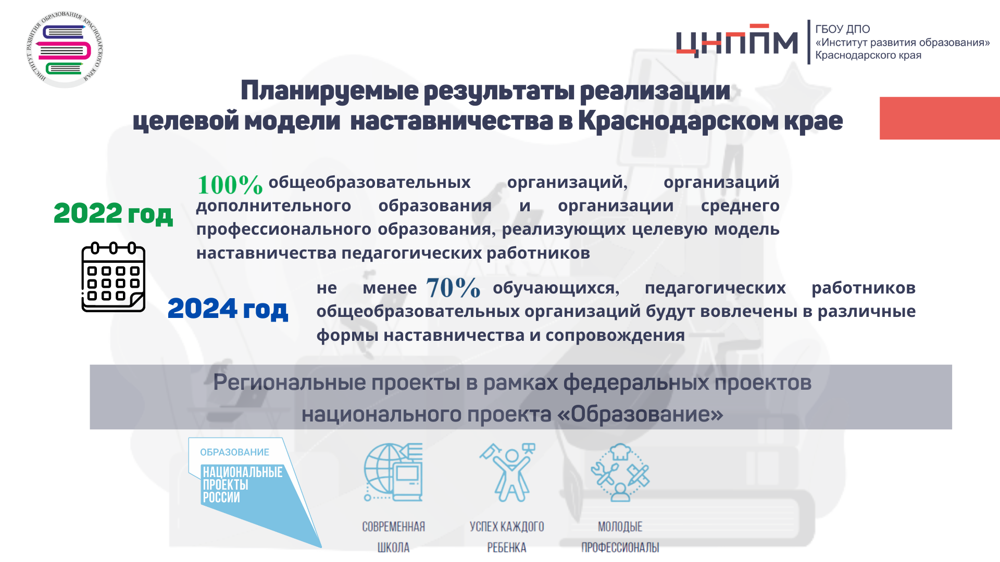 ИНСТИТУТ РАЗВИТИЯ ОБРАЗОВАНИЯ КРАСНОДАРСКОГО КРАЯ
ЦНППМ
ГБОУ ДПО
«Институт развития образования»
Краснодарского края
Планируемые результаты реализации
целевой модели наставничества в Краснодарском крае
2022 год
100% общеобразовательных организаций, организаций
дополнительного образования и организации среднего
профессионального образования, реализующих целевую модель
наставничества педагогических работников
2024 год
не менее 70% обучающихся, педагогических работников
общеобразовательных организаций будут вовлечены в различные
формы наставничества и сопровождения
Региональные проекты в рамках федеральных проектов
национального проекта «Образование»
ОБРАЗОВАНИЕ
НАЦИОНАЛЬНЫЕ
ПРОЕКТЫ
РОССИИ
СОВРЕМЕННАЯ
ШКОЛА
УСПЕХ КАЖДОГО
РЕБЕНКА
МОЛОДЫЕ
ПРОФЕССИОНАЛЫ